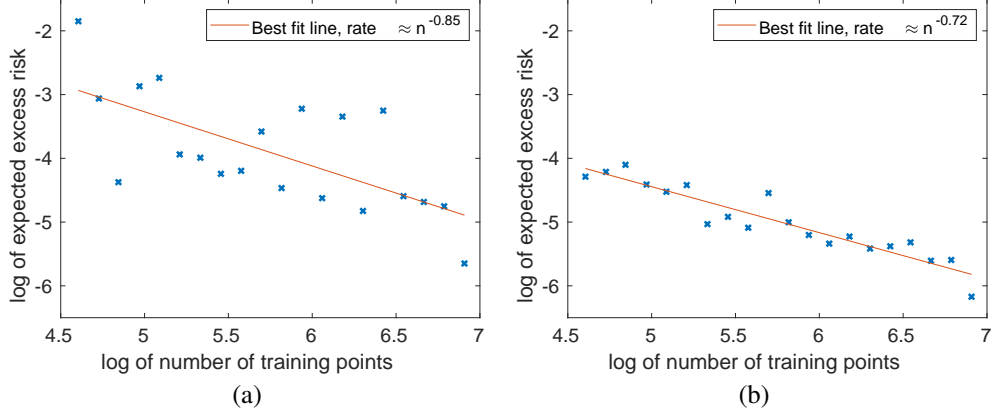 Best fit line, rate ≈ n^-0.85
log of expected excess risk
-2
-3
-4
-5
-6
4.5 5 5.5 6 6.5 7
log of number of training points
(a)
Best fit line, rate ≈ n^-0.72
log of expected excess risk
-2
-3
-4
-5
-6
4.5 5 5.5 6 6.5 7
log of number of training points
(b)